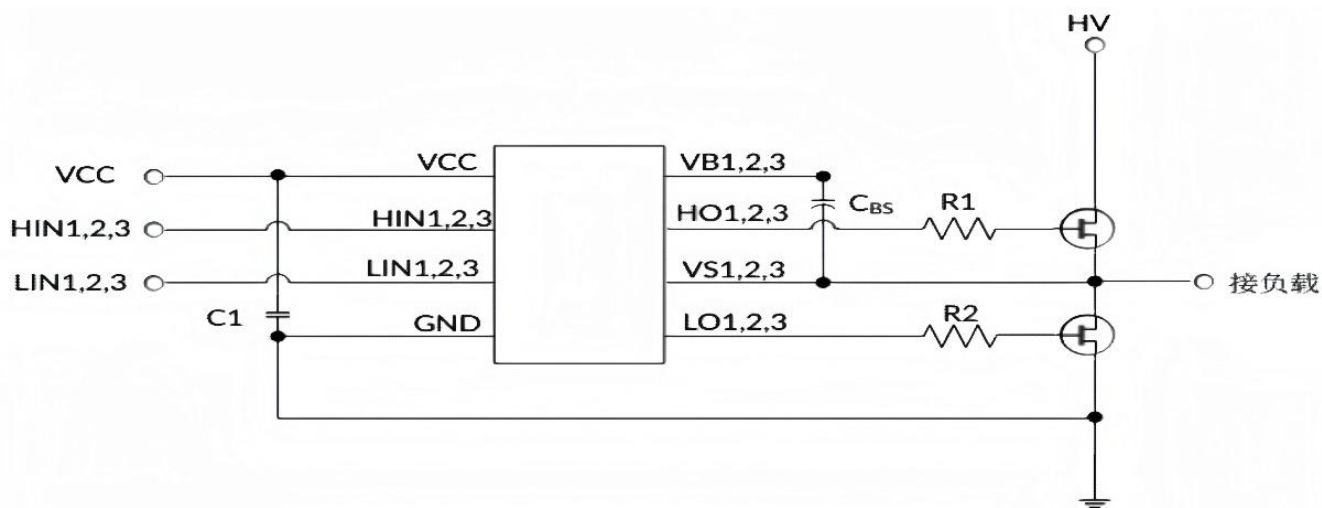 HV
VCC
VCC
VB1,2,3
HIN1,2,3
HIN1,2,3
HO1,2,3
CBS
R1
LIN1,2,3
LIN1,2,3
VS1,2,3
接负载
C1
GND
LO1,2,3
R2